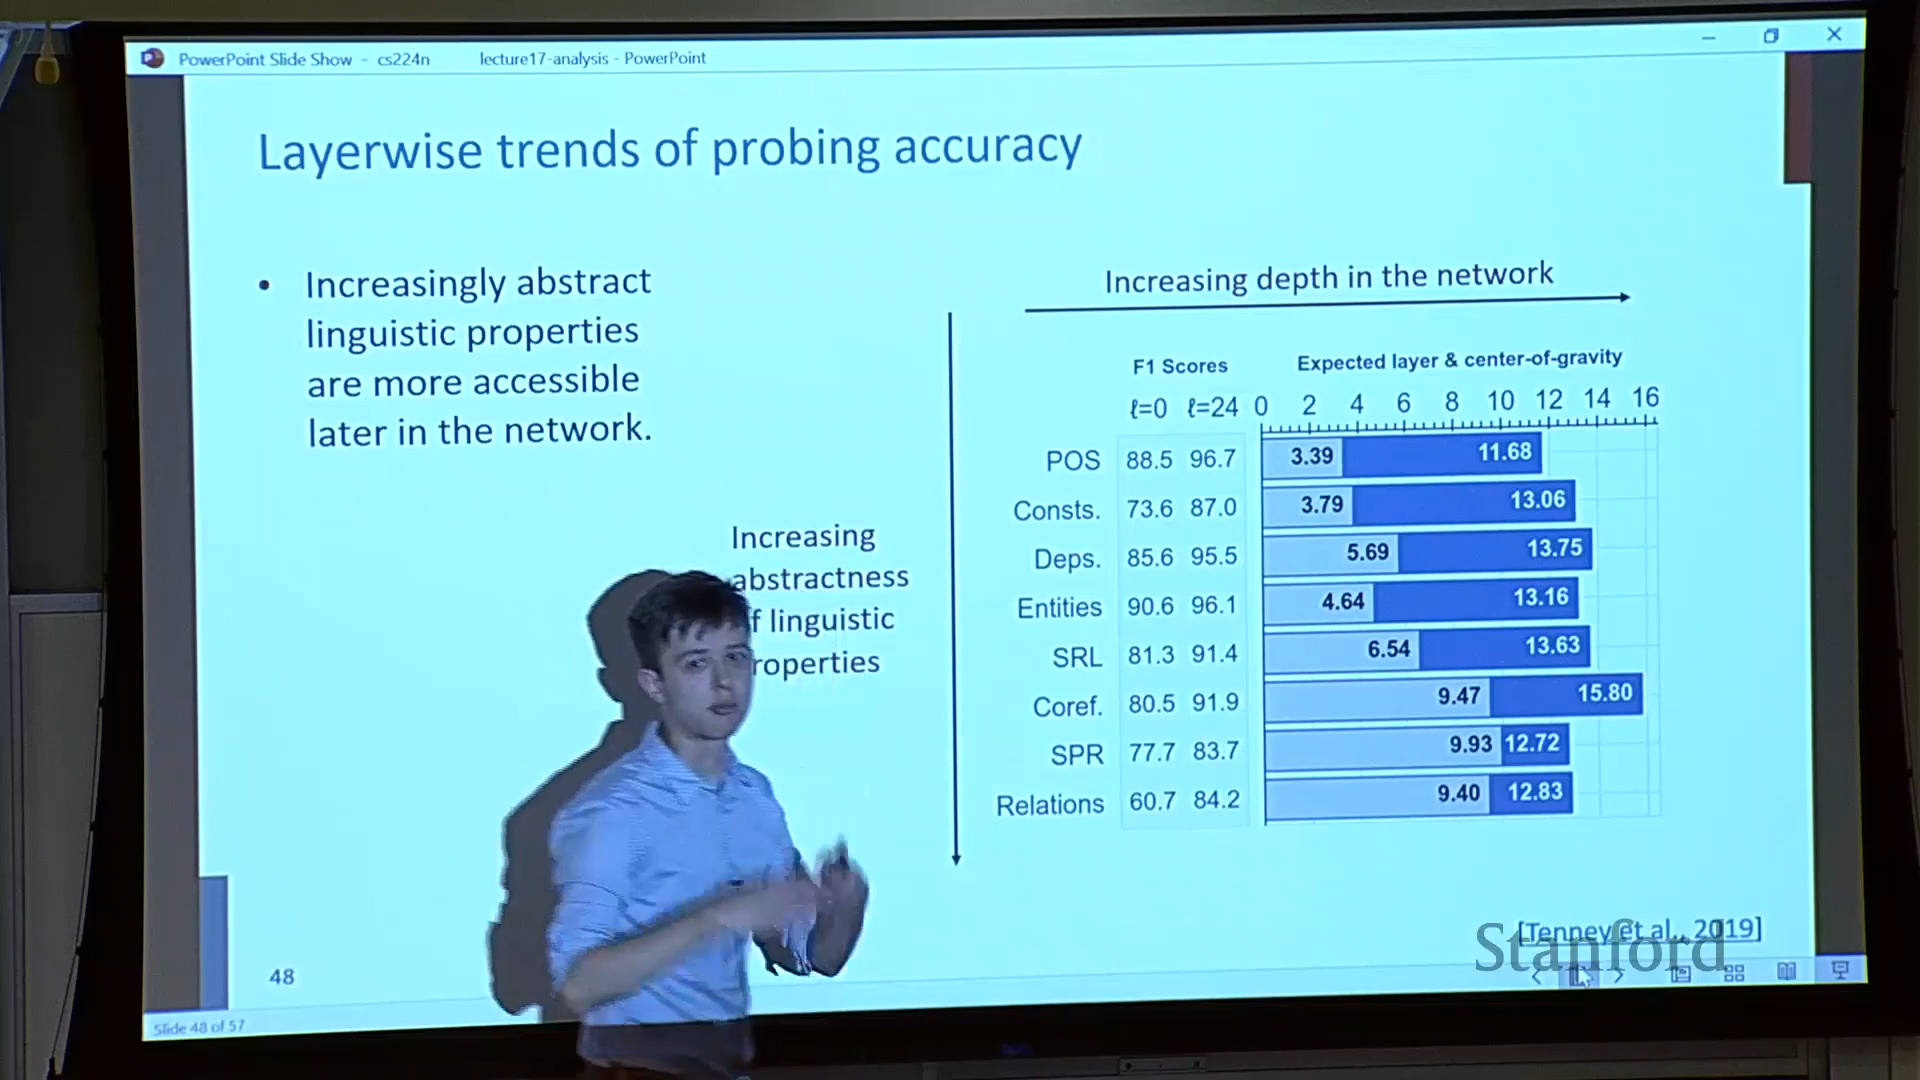 PowerPoint Slide Show - cs224n lecture17-analysis - PowerPoint
Layerwise trends of probing accuracy
• Increasingly abstract
linguistic properties
are more accessible
later in the network.
Increasing
abstractness
f linguistic
roperties
Increasing depth in the network
F1 Scores Expected layer & center-of-gravity
ℓ=0 ℓ=24 0 2 4 6 8 10 12 14 16
POS 88.5 96.7 3.39 11.68
Consts. 73.6 87.0 3.79 13.06
Deps. 85.6 95.5 5.69 13.75
Entities 90.6 96.1 4.64 13.16
SRL 81.3 91.4 6.54 13.63
Coref. 80.5 91.9 9.47 15.80
SPR 77.7 83.7 9.93 12.72
Relations 60.7 84.2 9.40 12.83
[Tenney et al., 2019]
Stanford
48
Slide 48 of 57